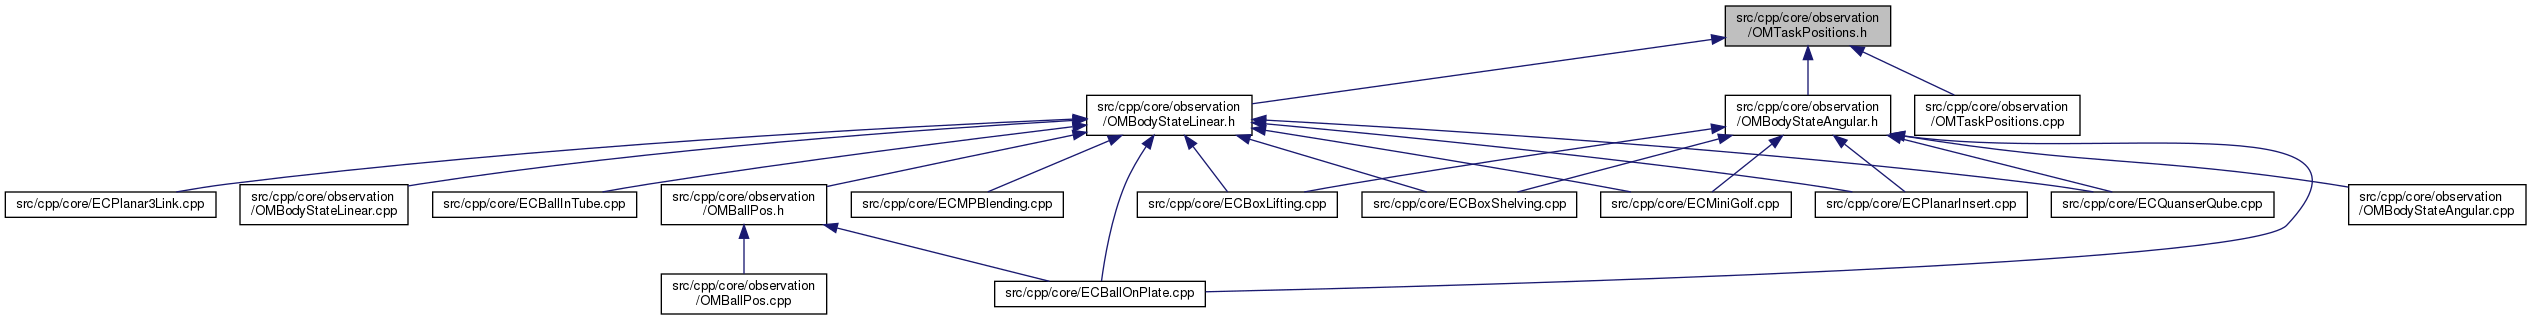 src/cpp/core/observation
/OMTaskPositions.h
src/cpp/core/observation
/OMBodyStateLinear.h
src/cpp/core/observation
/OMBodyStateAngular.h
src/cpp/core/observation
/OMTaskPositions.cpp
src/cpp/core/ECPlanar3Link.cpp
src/cpp/core/observation
/OMBodyStateLinear.cpp
src/cpp/core/ECBallInTube.cpp
src/cpp/core/observation
/OMBallPos.h
src/cpp/core/ECMPBlending.cpp
src/cpp/core/ECBoxLifting.cpp
src/cpp/core/ECBoxShelving.cpp
src/cpp/core/ECMiniGolf.cpp
src/cpp/core/ECPlanarInsert.cpp
src/cpp/core/ECQuanserQube.cpp
src/cpp/core/observation
/OMBodyStateAngular.cpp
src/cpp/core/observation
/OMBallPos.cpp
src/cpp/core/ECBallOnPlate.cpp